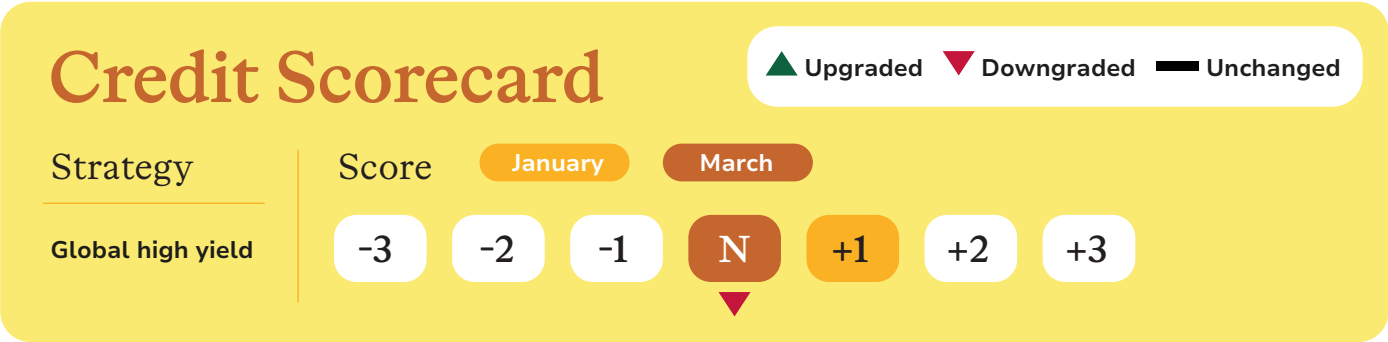 Credit Scorecard
Upgraded Downgraded Unchanged
Strategy
Score January March
Global high yield
-3 -2 -1 N +1 +2 +3